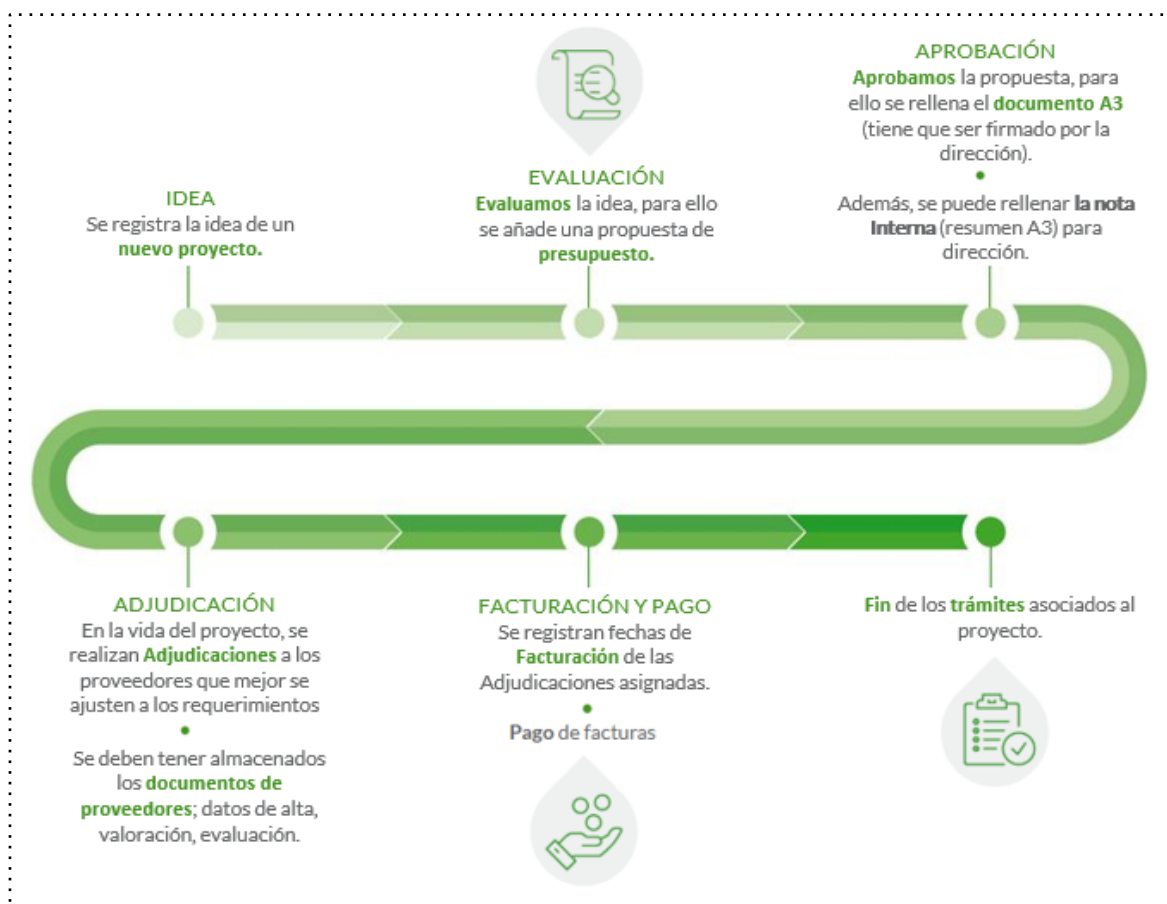 IDEA
Se registra la idea de un
nuevo proyecto.
EVALUACIÓN
Evaluamos la idea, para ello
se añade una propuesta de
presupuesto.
APROBACIÓN
Aprobamos la propuesta, para
ello se rellena el documento A3
(tiene que ser firmado por la
dirección).
Además, se puede rellenar la nota
Interna (resumen A3) para
dirección.
ADJUDICACIÓN
En la vida del proyecto, se
realizan Adjudicaciones a los
proveedores que mejor se
ajusten a los requerimientos
Se deben tener almacenados
los documentos de
proveedores; datos de alta,
valoración, evaluación.
FACTURACIÓN Y PAGO
Se registran fechas de
Facturación de las
Adjudicaciones asignadas.
Pago de facturas
Fin de los trámites asociados al
proyecto.